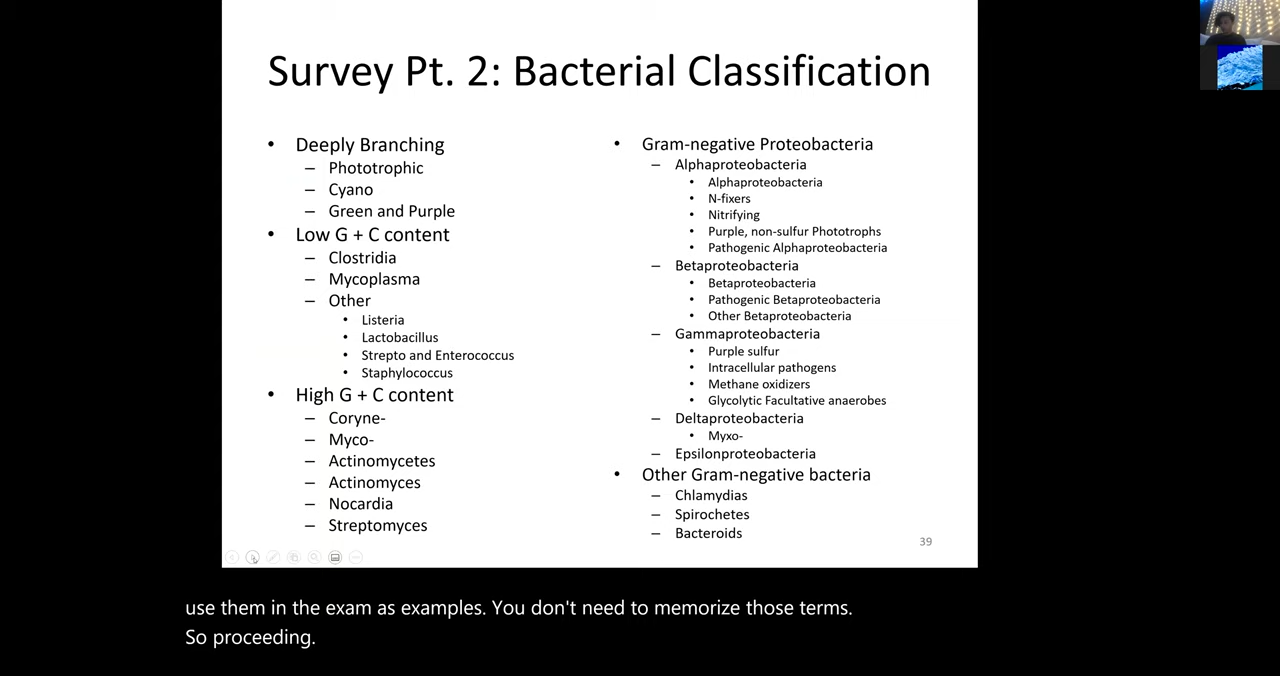 Survey Pt. 2: Bacterial Classification
• Deeply Branching
– Phototrophic
– Cyano
– Green and Purple
• Low G + C content
– Clostridia
– Mycoplasma
– Other
• Listeria
• Lactobacillus
• Strepto and Enterococcus
• Staphylococcus
• High G + C content
– Coryne-
– Myco-
– Actinomycetes
– Actinomyces
– Nocardia
– Streptomyces
• Gram-negative Proteobacteria
– Alphaproteobacteria
• Alphaproteobacteria
• N-fixers
• Nitrifying
• Purple, non-sulfur Phototrophs
• Pathogenic Alphaproteobacteria
– Betaproteobacteria
• Betaproteobacteria
• Pathogenic Betaproteobacteria
• Other Betaproteobacteria
– Gammaproteobacteria
• Purple sulfur
• Intracellular pathogens
• Methane oxidizers
• Glycolytic Facultative anaerobes
– Deltaproteobacteria
• Myxo-
– Epsilonproteobacteria
• Other Gram-negative bacteria
– Chlamydias
– Spirochetes
– Bacteroids
39
use them in the exam as examples. You don't need to memorize those terms.
So proceeding.